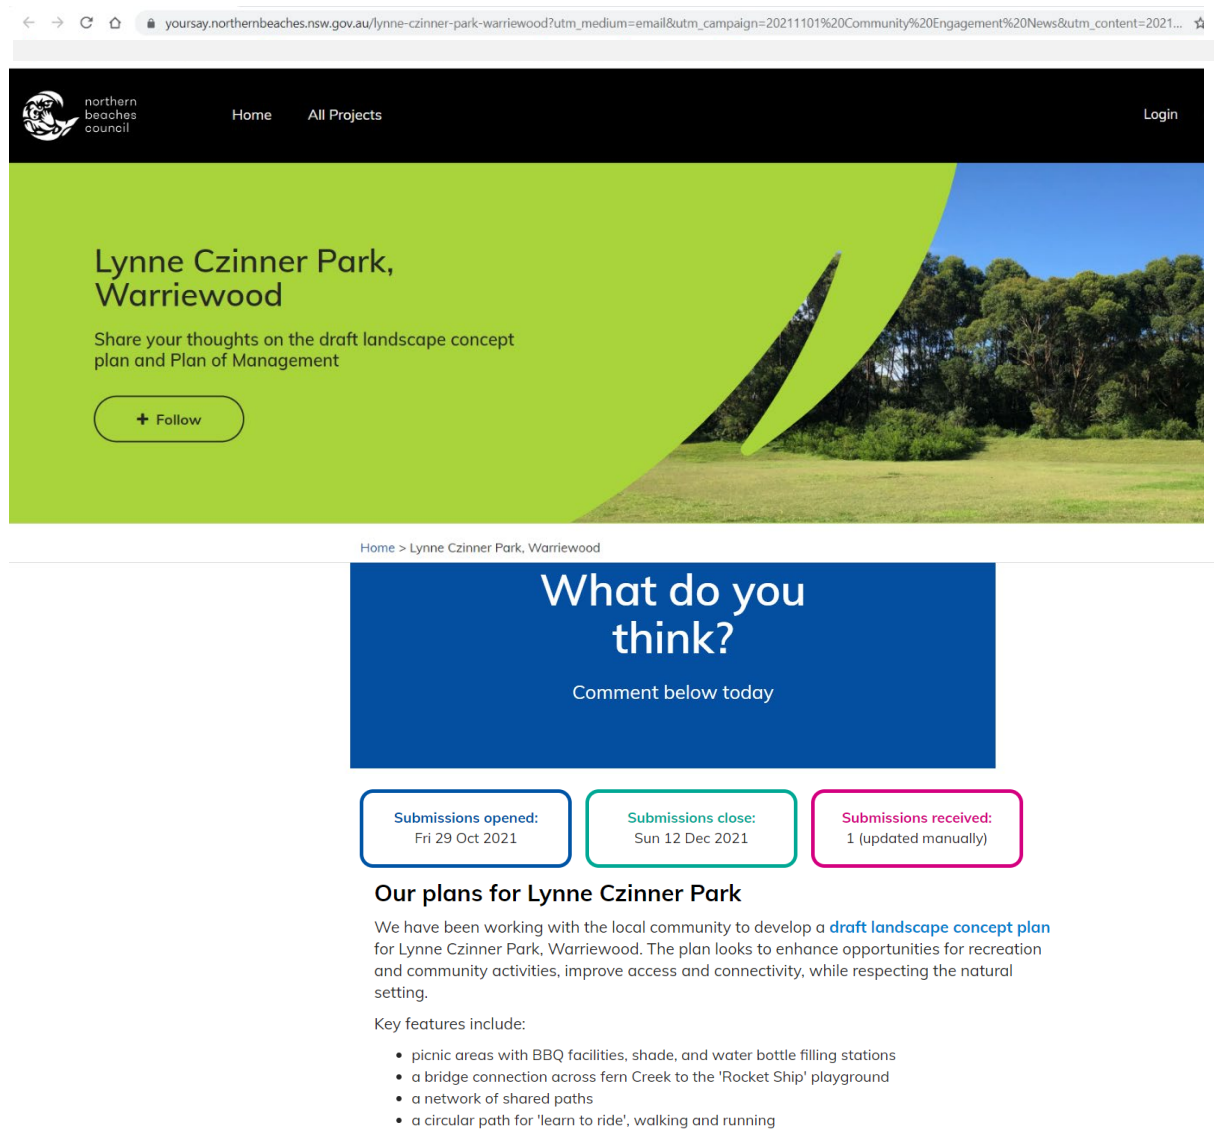 yoursay.northernbeaches.nsw.gov.au/lynne-czinner-park-warriewood?utm_medium=email&utm_campaign=20211101%20Community%20Engagement%20News&utm_content=2021...
northern
beaches
council
Home
All Projects
Login
Lynne Czinner Park,
Warriewood
Share your thoughts on the draft landscape concept
plan and Plan of Management
+ Follow
Home > Lynne Czinner Park, Warriewood
What do you
think?
Comment below today
Submissions opened:
Fri 29 Oct 2021
Submissions close:
Sun 12 Dec 2021
Submissions received:
1 (updated manually)
Our plans for Lynne Czinner Park
We have been working with the local community to develop a draft landscape concept plan
for Lynne Czinner Park, Warriewood. The plan looks to enhance opportunities for recreation
and community activities, improve access and connectivity, while respecting the natural
setting.
Key features include:
• picnic areas with BBQ facilities, shade, and water bottle filling stations
• a bridge connection across fern Creek to the 'Rocket Ship' playground
• a network of shared paths
• a circular path for 'learn to ride', walking and running